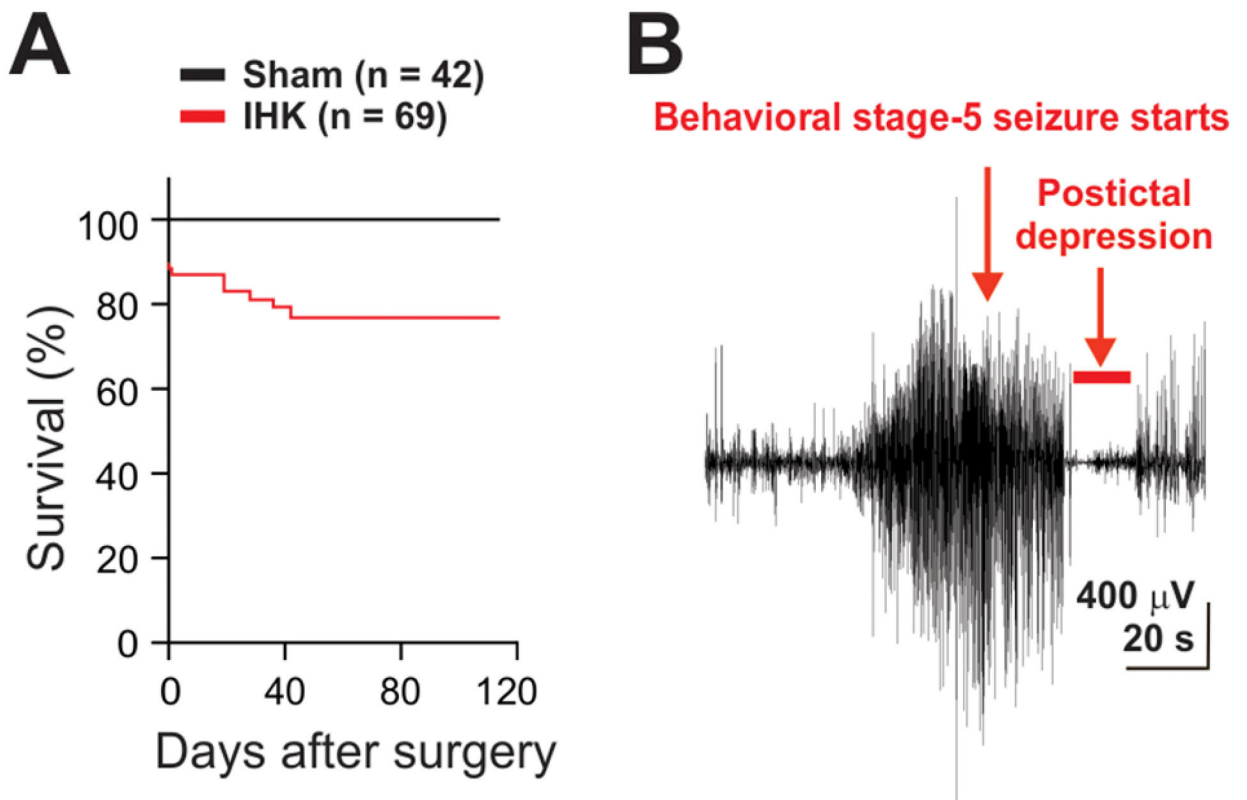 A
Sham (n = 42)
IHK (n = 69)
Survival (%)
100
80
60
40
20
0
0 40 80 120
Days after surgery
B
Behavioral stage-5 seizure starts
Postictal
depression
400 µV
20 s